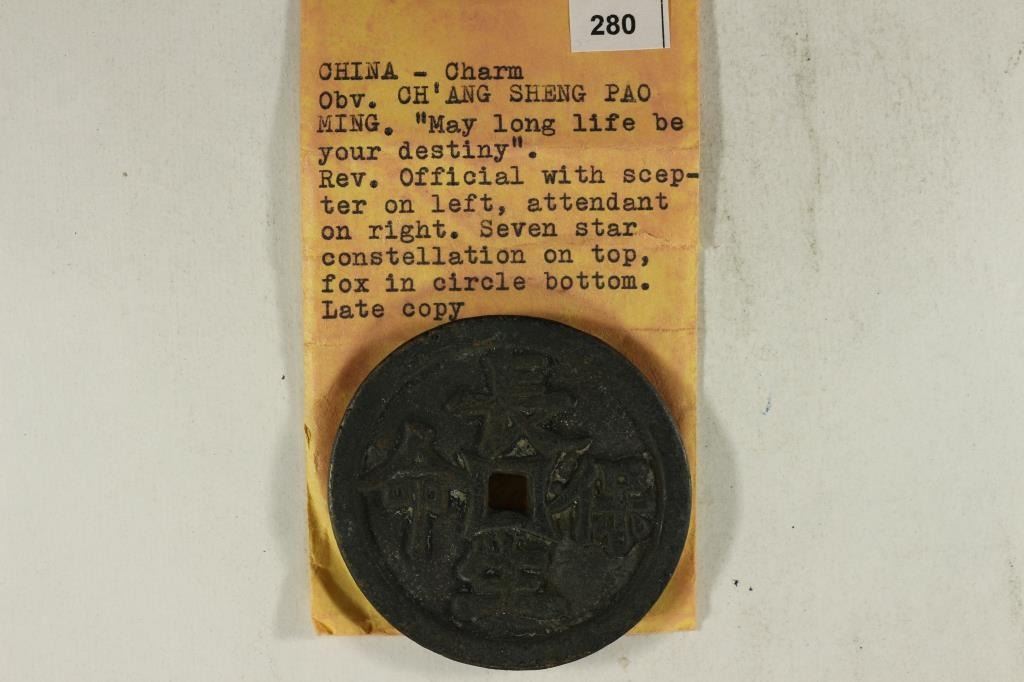 280
CHINA - Charm
Obv. CH'ANG SHENG PAO
MING. "May long life be
your destiny".
Rev. Official with scep-
ter on left, attendant
on right. Seven star
constellation on top,
fox in circle bottom.
Late copy
長
生
保
命